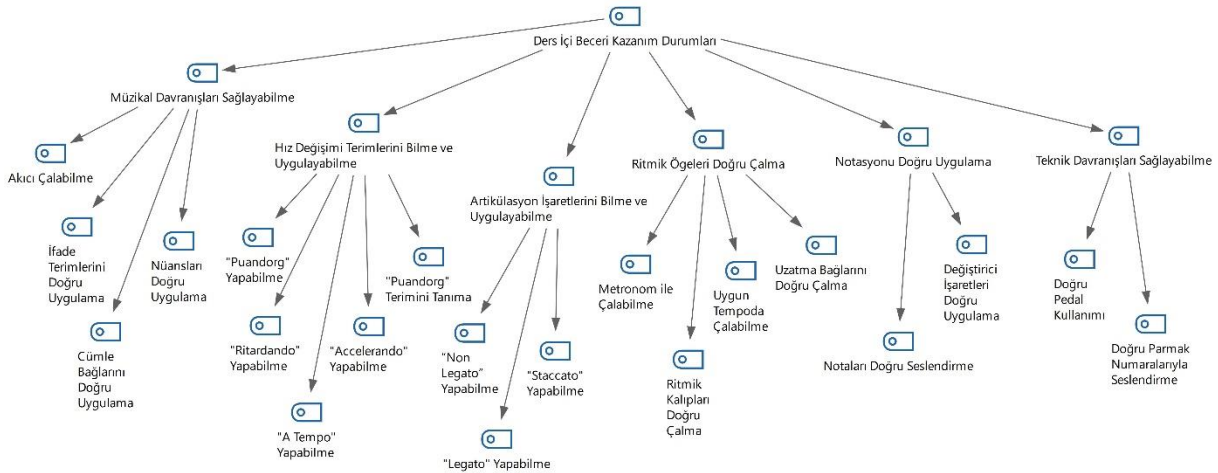 Ders İçi Beceri Kazanım Durumları
Müzikal Davranışları Sağlayabilme
Hız Değişimi Terimlerini Bilme ve
Uygulayabilme
Artikülasyon İşaretlerini Bilme ve
Uygulayabilme
Ritmik Ögeleri Doğru Çalma
Notasyonu Doğru Uygulama
Teknik Davranışları Sağlayabilme
Akıcı Çalabilme
İfade
Terimlerini
Doğru
Uygulama
Cümle
Bağlarını
Doğru
Uygulama
Nüansları
Doğru
Uygulama
"Puandorg"
Yapabilme
"Ritardando"
Yapabilme
"A Tempo"
Yapabilme
"Accelerando"
Yapabilme
"Puandorg"
Terimini Tanıma
"Non
Legato"
Yapabilme
"Legato" Yapabilme
"Staccato"
Yapabilme
Metronom ile
Çalabilme
Ritmik
Kalıpları
Doğru
Çalma
Uygun
Tempoda
Çalabilme
Uzatma Bağlarını
Doğru Çalma
Notaları Doğru Seslendirme
Değiştirici
İşaretleri
Doğru
Uygulama
Doğru
Pedal
Kullanımı
Doğru Parmak
Numaralarıyla
Seslendirme